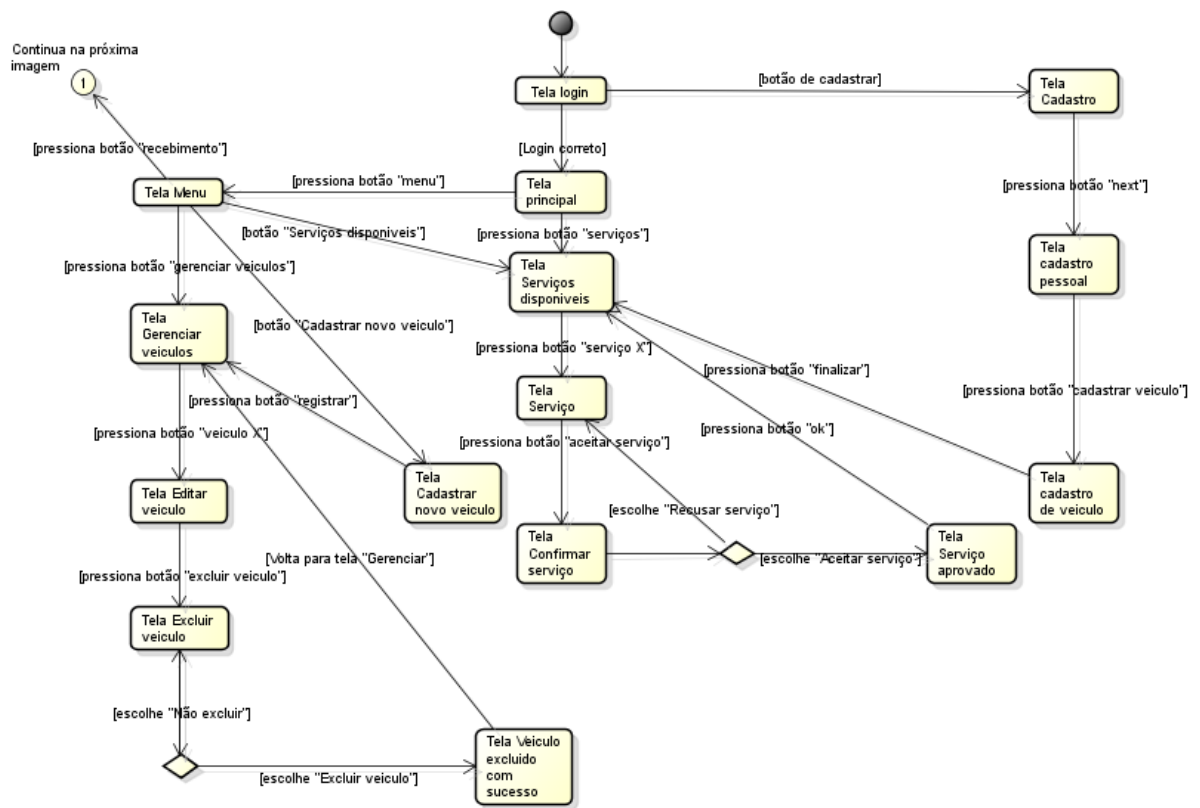 Continua na próxima
imagem
1
Tela login
[botão de cadastrar]
Tela
Cadastro
[pressiona botão "recebimento"]
[Login correto]
Tela Menu
[pressiona botão "menu"]
Tela
principal
[pressiona botão "next"]
[botão "Serviços disponiveis"]
[pressiona botão "serviços"]
[pressiona botão "gerenciar veiculos"]
Tela
Serviços
disponiveis
Tela
cadastro
pessoal
Tela
Gerenciar
veiculos
[botão "Cadastrar novo veiculo"]
[pressiona botão "serviço X"]
[pressiona botão "finalizar"]
[pressiona botão "cadastrar veiculo"]
[pressiona botão "registrar"]
Tela
Serviço
[pressiona botão "veiculo X"]
[pressiona botão "aceitar serviço"]
[pressiona botão "ok"]
Tela Editar
veiculo
Tela
Cadastrar
novo veiculo
[escolhe "Recusar serviço"]
Tela
cadastro
de veiculo
[Volta para tela "Gerenciar"]
Tela
Confirmar
serviço
[escolhe "Aceitar serviço"]
Tela
Serviço
aprovado
[pressiona botão "excluir veiculo"]
Tela Excluir
veiculo
[escolhe "Não excluir"]
[escolhe "Excluir veiculo"]
Tela Veiculo
excluido
com
sucesso